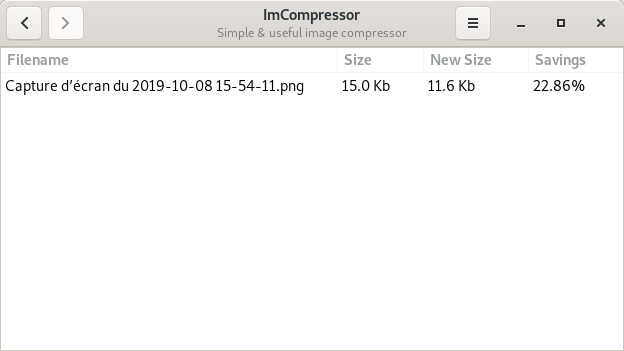 ImCompressor
Simple & useful image compressor
Filename Size New Size Savings
Capture d’écran du 2019-10-08 15-54-11.png 15.0 Kb 11.6 Kb 22.86%